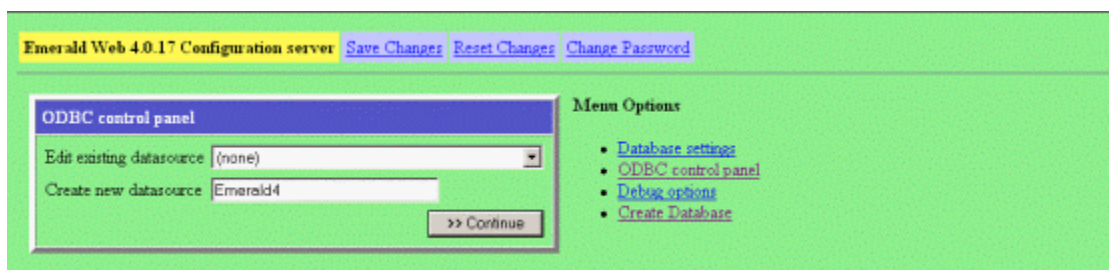 Emerald Web 4.0.17 Configuration server Save Changes Reset Changes Change Password
ODBC control panel
Edit existing datasource (none)
Create new datasource Emerald4
>> Continue
Menu Options
Database settings
ODBC control panel
Debug options
Create Database